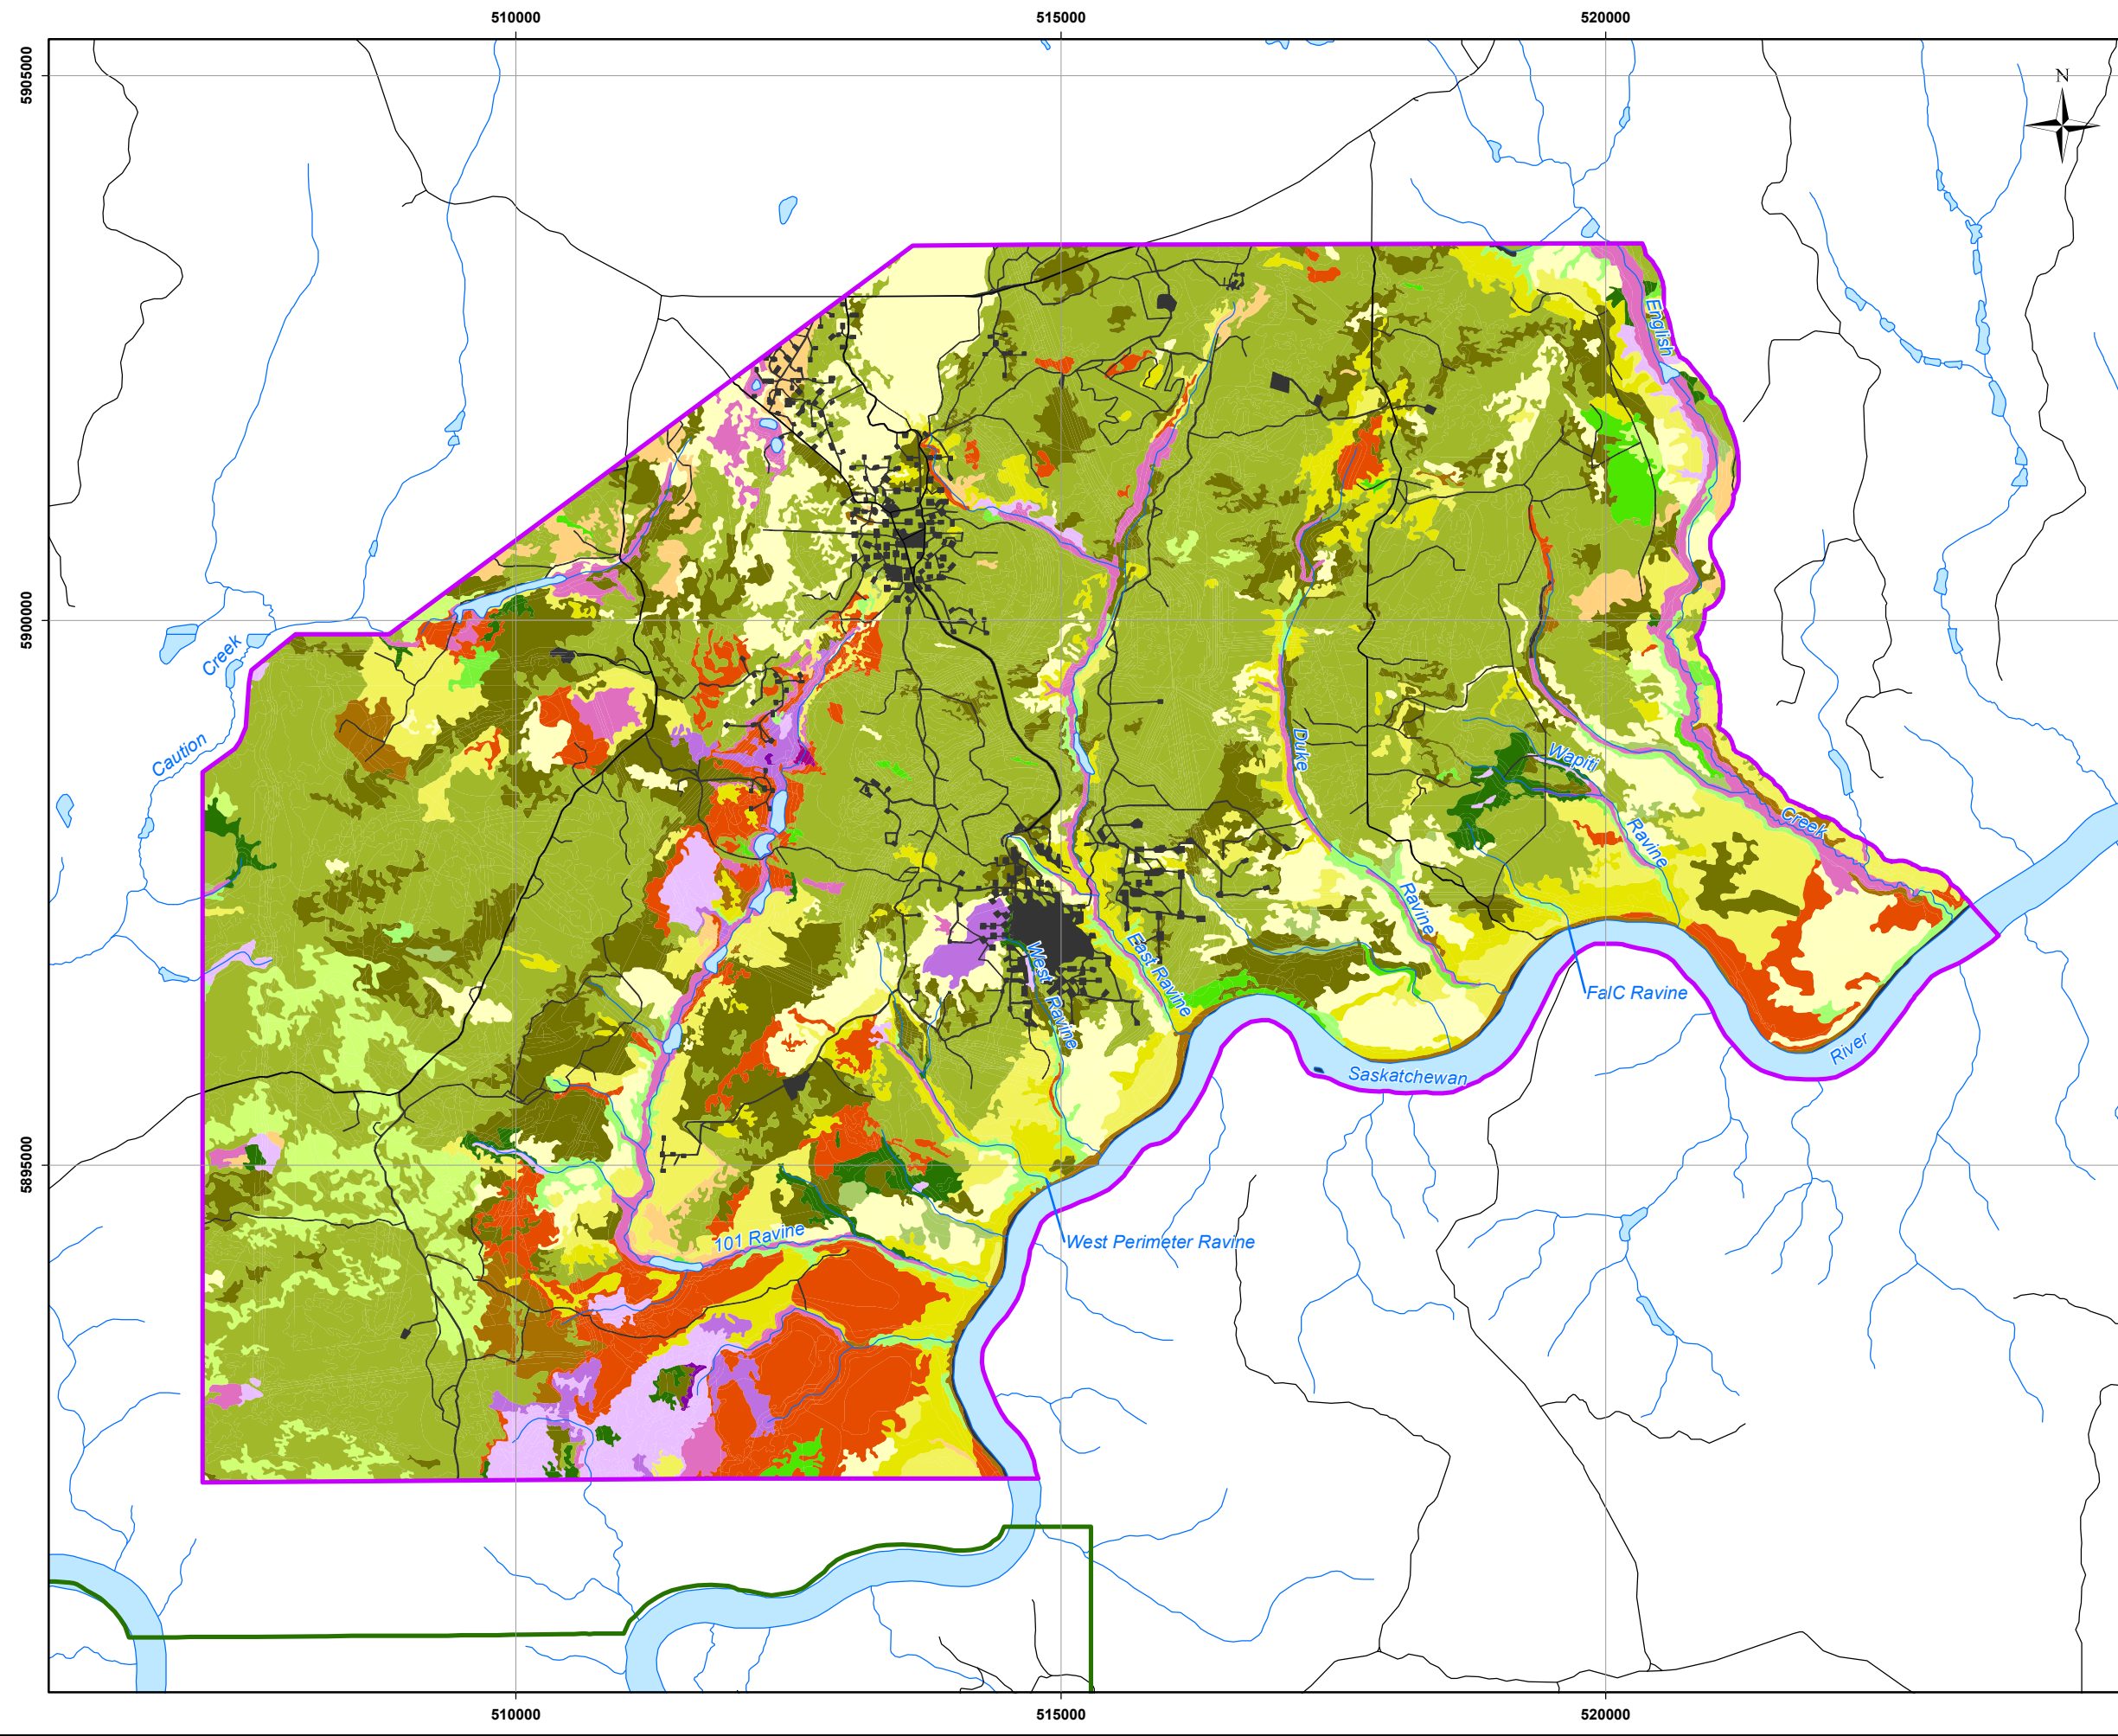 510000
515000
520000
5905000
N
English
5900000
Creek
Caution
Duke
Wapiti
Creek
Ravine
Ravine
East Ravine
West
Ravine
FalC Ravine
River
Saskatchewan
5895000
101 Ravine
West Perimeter Ravine
510000
515000
520000